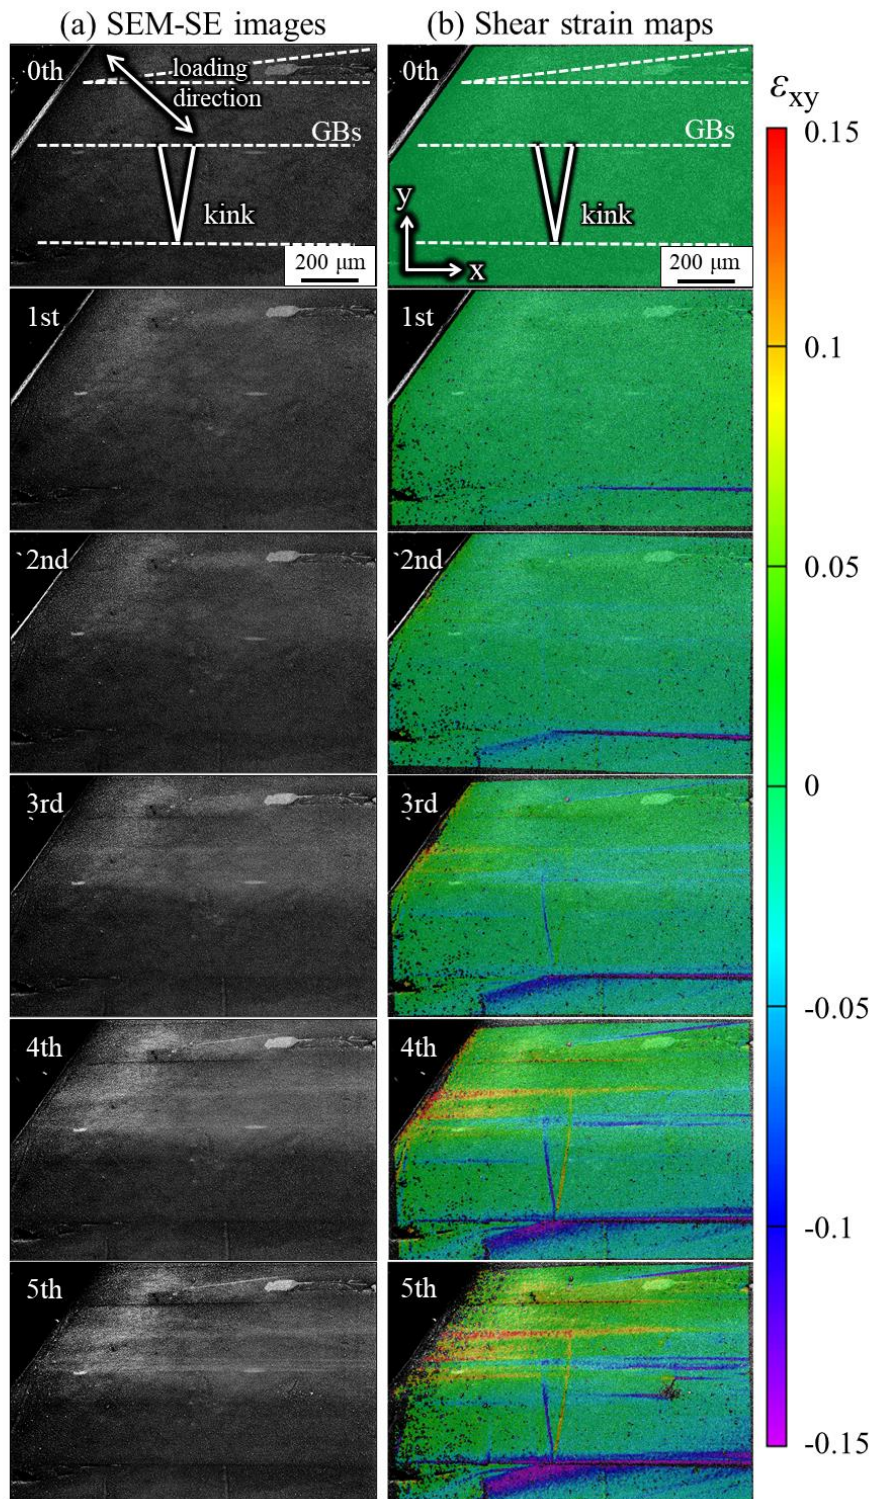 (a) SEM-SE images
(b) Shear strain maps
0th
loading
direction
GBs
kink
200 μm
0th
GBs
y
kink
x
200 μm
εxy
0.15
1st
1st
0.1
2nd
2nd
0.05
3rd
3rd
0
4th
4th
-0.05
5th
5th
-0.1
-0.15